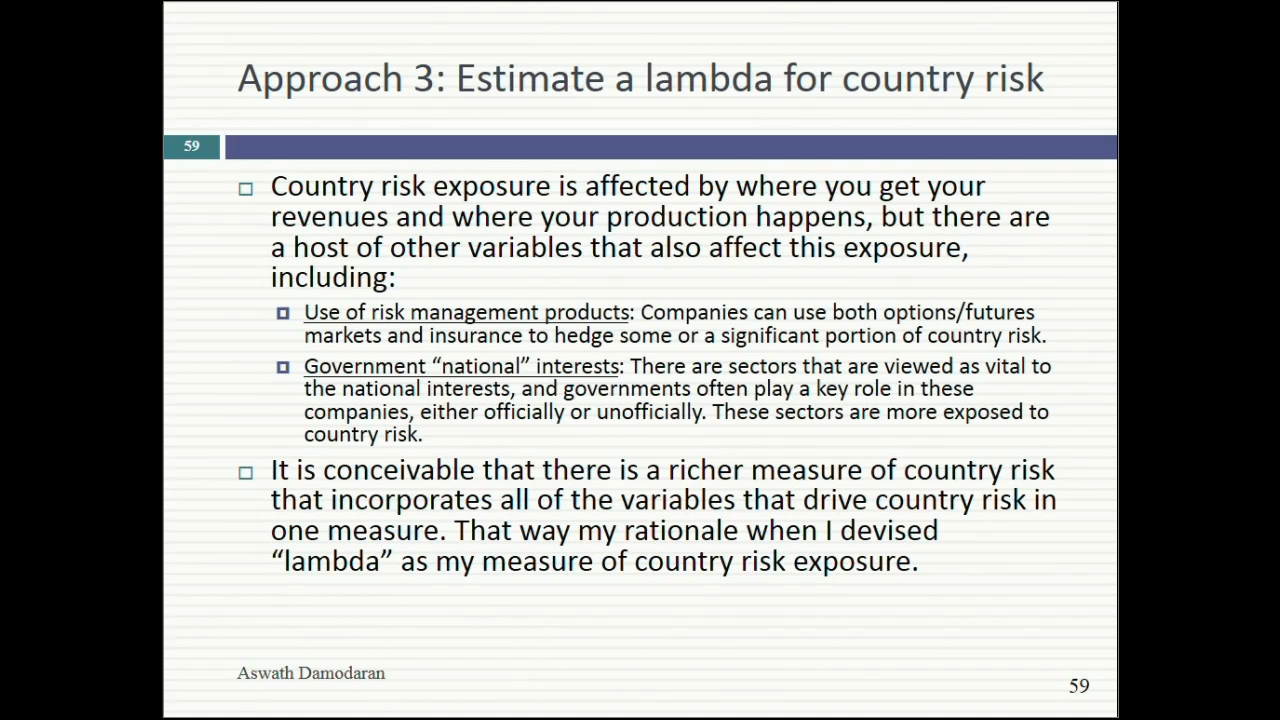 Approach 3: Estimate a lambda for country risk
59
Country risk exposure is affected by where you get your
revenues and where your production happens, but there are
a host of other variables that also affect this exposure,
including:
Use of risk management products: Companies can use both options/futures
markets and insurance to hedge some or a significant portion of country risk.
Government “national” interests: There are sectors that are viewed as vital to
the national interests, and governments often play a key role in these
companies, either officially or unofficially. These sectors are more exposed to
country risk.
It is conceivable that there is a richer measure of country risk
that incorporates all of the variables that drive country risk in
one measure. That way my rationale when I devised
“lambda” as my measure of country risk exposure.
Aswath Damodaran
59